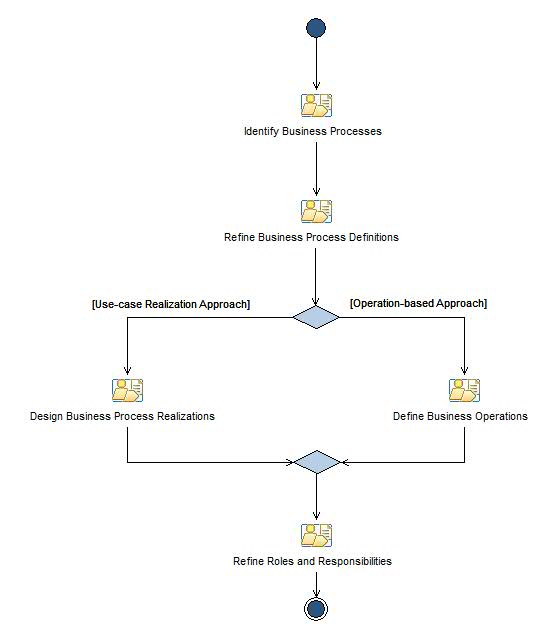 Identify Business Processes
Refine Business Process Definitions
[Use-case Realization Approach]
[Operation-based Approach]
Design Business Process Realizations
Define Business Operations
Refine Roles and Responsibilities